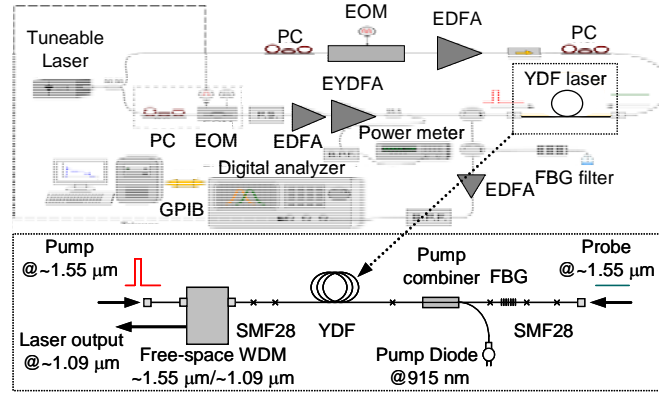 EOM
PC
EDFA
PC
Tuneable
Laser
EYDFA
YDF laser
PC
EOM
EDFA
Power meter
Digital analyzer
EDFA
FBG filter
GPIB
Pump
@~1.55 μm
Pump
combiner
FBG
Probe
@~1.55 μm
SMF28
YDF
SMF28
Laser output
@~1.09 μm
Free-space WDM
~1.55 μm/~1.09 μm
Pump Diode
@915 nm